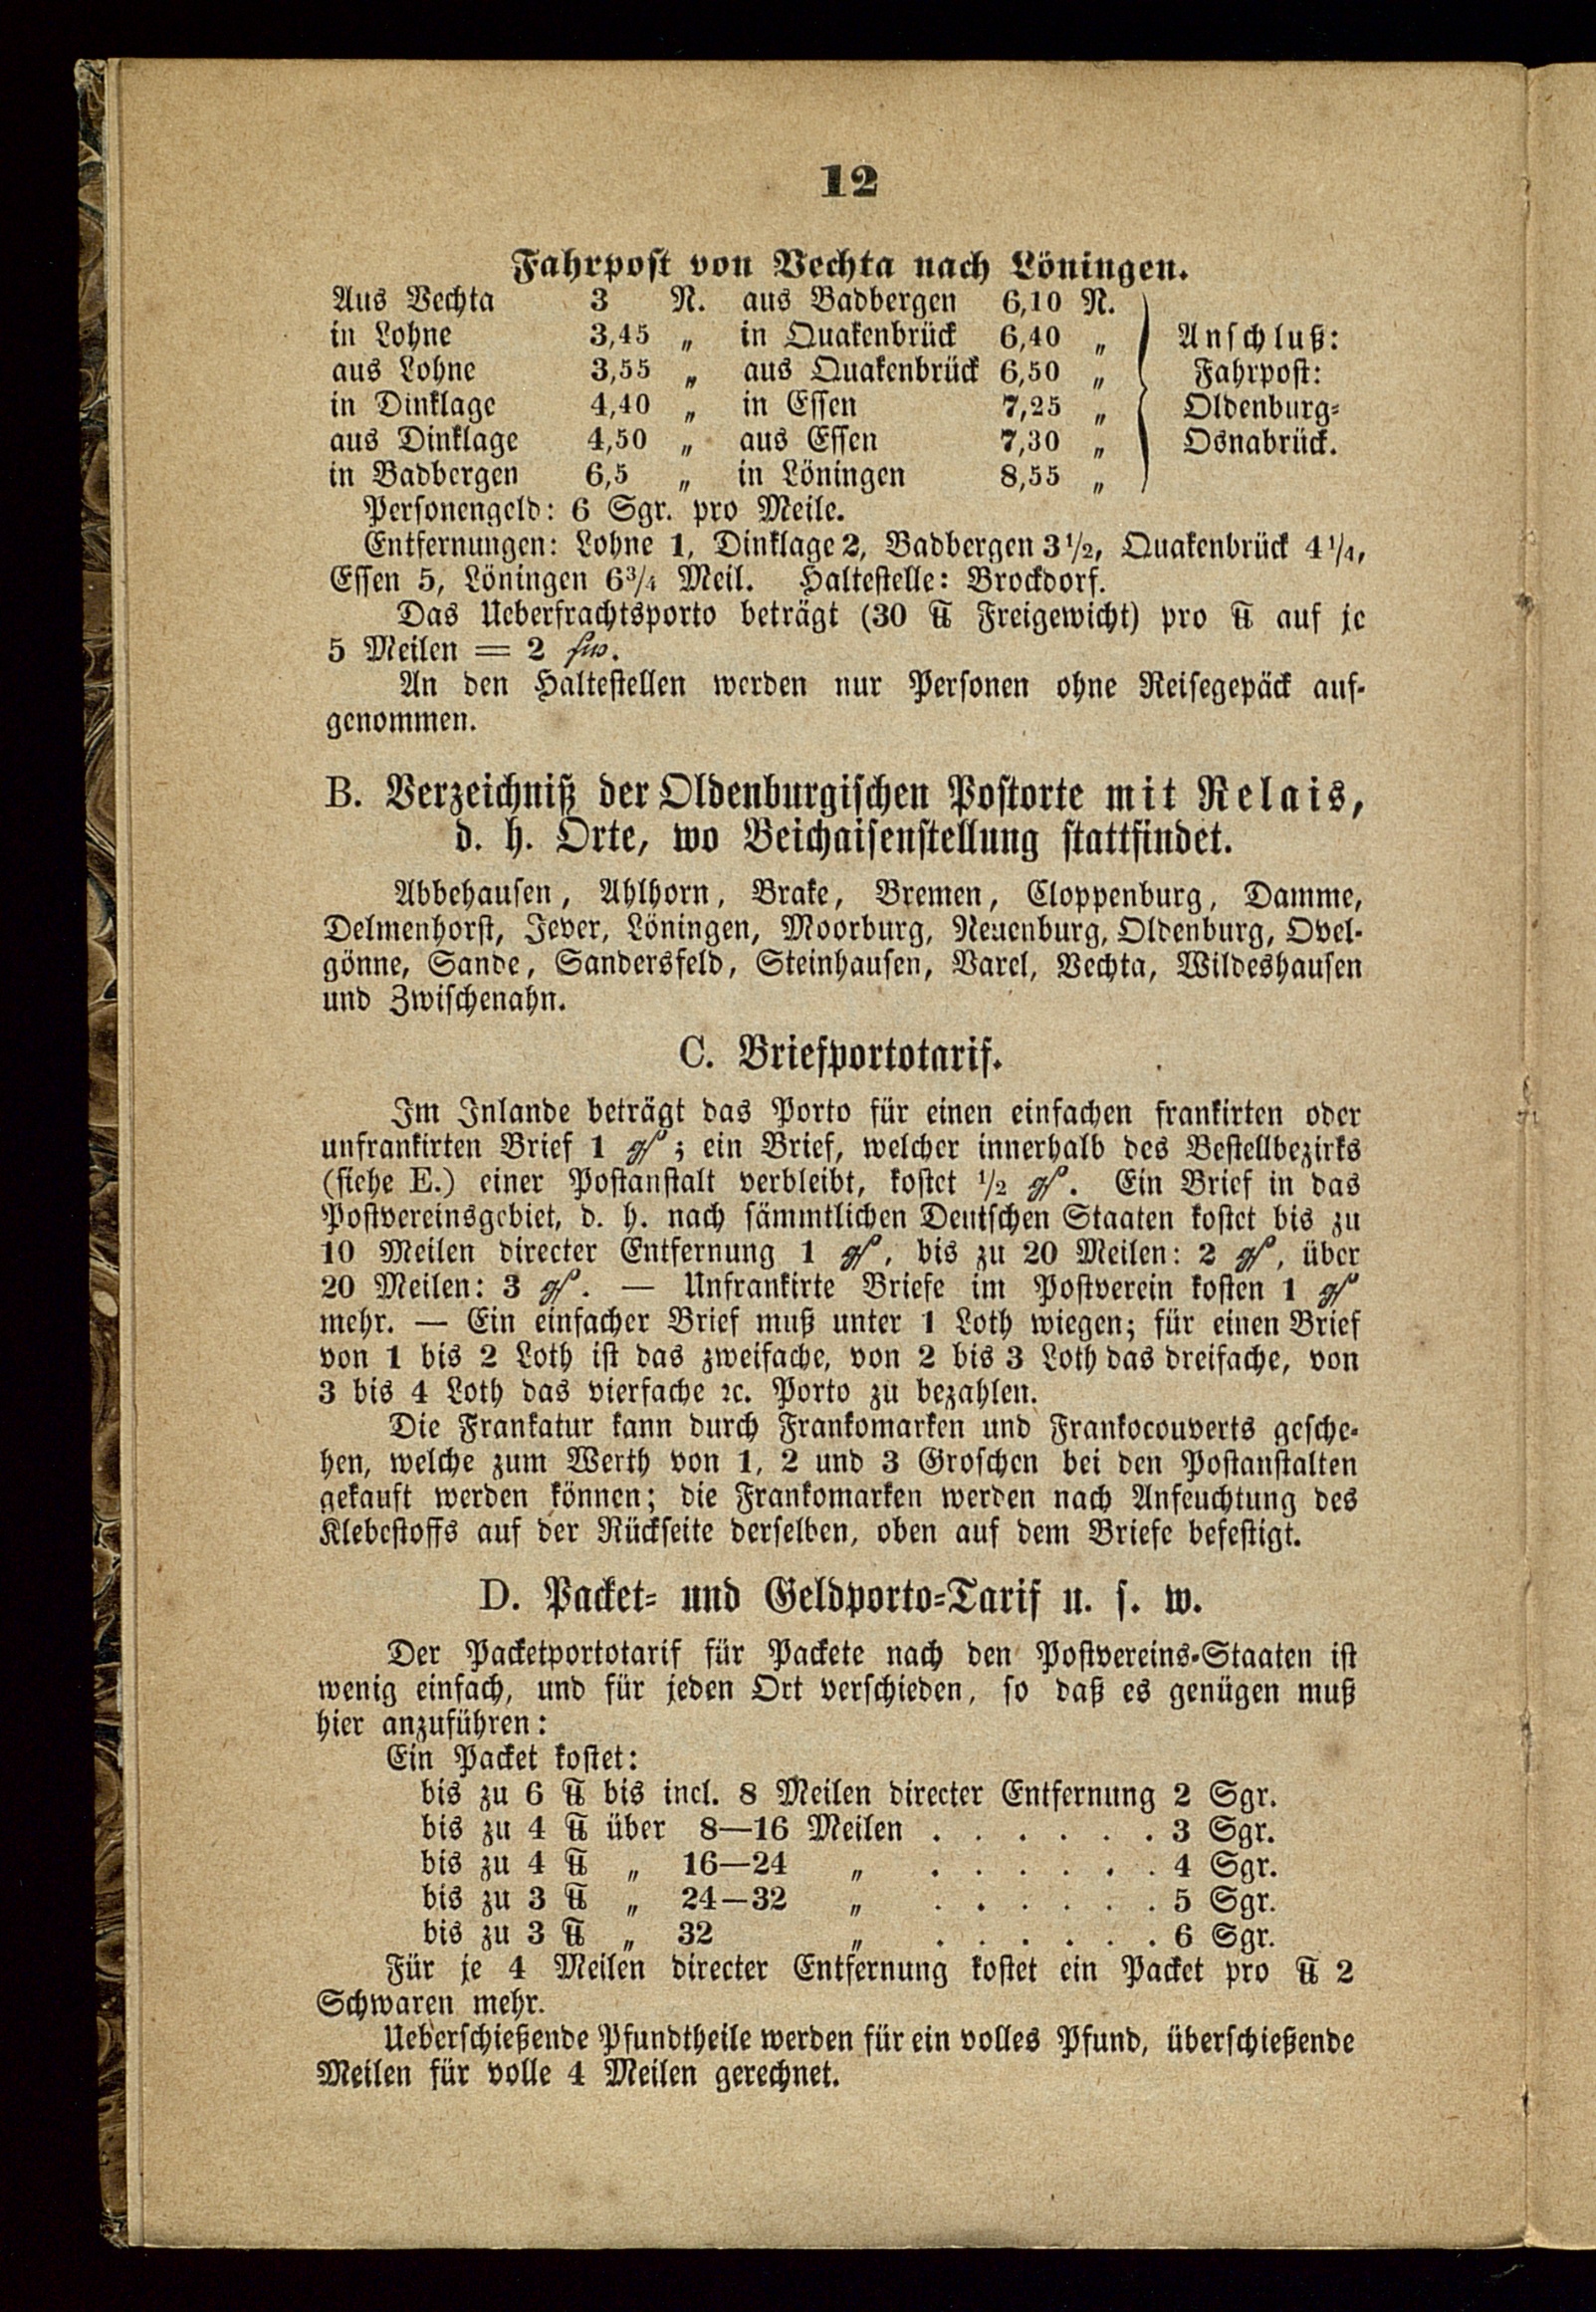 12
Fahrpost von Vechta nach Löningen.
Aus Vechta 3 N. aus Badbergen 6,10 N.
in Lohne 3,45 „ in Quakenbrück 6,40 „ Anschluß:
aus Lohne 3,55 „ aus Quakenbrück 6,50 „ Fahrpost:
in Dinklage 4,40 „ in Essen 7,25 „ Oldenburg-
aus Dinklage 4,50 „ aus Essen 7,30 „ Osnabrück.
in Badbergen 6,5 „ in Löningen 8,55 „
Personengeld: 6 Sgr. pro Meile.
Entfernungen: Lohne 1, Dinklage 2, Badbergen 3½, Quakenbrück 4¼,
Essen 5, Löningen 6¾ Meil. Haltestelle: Brockdorf.
Das Ueberfrachtsporto beträgt (30 ℔ Freigewicht) pro ℔ auf je
5 Meilen = 2 sw.
An den Haltestellen werden nur Personen ohne Reisegepäck auf-
genommen.
B. Verzeichniß der Oldenburgischen Postorte mit Relais,
d. h. Orte, wo Beichaisenstellung stattfindet.
Abbehausen, Ahlhorn, Brake, Bremen, Cloppenburg, Damme,
Delmenhorst, Jever, Löningen, Moorburg, Neuenburg, Oldenburg, Ovel-
gönne, Sande, Sandersfeld, Steinhausen, Varel, Vechta, Wildeshausen
und Zwischenahn.
C. Briefportotarif.
Im Inlande beträgt das Porto für einen einfachen frankirten oder
unfrankirten Brief 1 gſ; ein Brief, welcher innerhalb des Bestellbezirks
(siehe E.) einer Postanstalt verbleibt, kostet ½ gſ. Ein Brief in das
Postvereinsgebiet, d. h. nach sämmtlichen Deutschen Staaten kostet bis zu
10 Meilen directer Entfernung 1 gſ, bis zu 20 Meilen: 2 gſ, über
20 Meilen: 3 gſ. — Unfrankirte Briefe im Postverein kosten 1 gſ
mehr. — Ein einfacher Brief muß unter 1 Loth wiegen; für einen Brief
von 1 bis 2 Loth ist das zweifache, von 2 bis 3 Loth das dreifache, von
3 bis 4 Loth das vierfache ꝛc. Porto zu bezahlen.
Die Frankatur kann durch Frankomarken und Frankocouverts gesche-
hen, welche zum Werth von 1, 2 und 3 Groschen bei den Postanstalten
gekauft werden können; die Frankomarken werden nach Anfeuchtung des
Klebestoffs auf der Rückseite derselben, oben auf dem Briefe befestigt.
D. Packet- und Geldporto-Tarif u. s. w.
Der Packetportotarif für Packete nach den Postvereins-Staaten ist
wenig einfach, und für jeden Ort verschieden, so daß es genügen muß
hier anzuführen:
Ein Packet kostet:
bis zu 6 ℔ bis incl. 8 Meilen directer Entfernung 2 Sgr.
bis zu 4 ℔ über 8—16 Meilen . . . . . . 3 Sgr.
bis zu 4 ℔ „ 16—24 „ . . . . . . 4 Sgr.
bis zu 3 ℔ „ 24—32 „ . . . . . . 5 Sgr.
bis zu 3 ℔ „ 32 „ . . . . . . 6 Sgr.
Für je 4 Meilen directer Entfernung kostet ein Packet pro ℔ 2
Schwaren mehr.
Ueberschießende Pfundtheile werden für ein volles Pfund, überschießende
Meilen für volle 4 Meilen gerechnet.